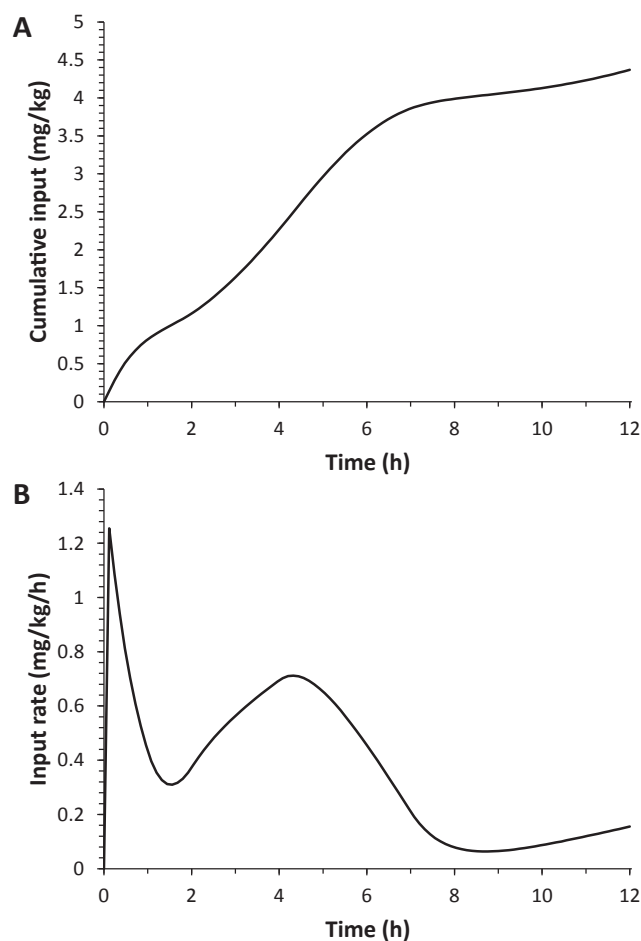 A
Cumulative input (mg/kg)
5
4.5
4
3.5
3
2.5
2
1.5
1
0.5
0
0 2 4 6 8 10 12
Time (h)
B
Input rate (mg/kg/h)
1.4
1.2
1
0.8
0.6
0.4
0.2
0
0 2 4 6 8 10 12
Time (h)